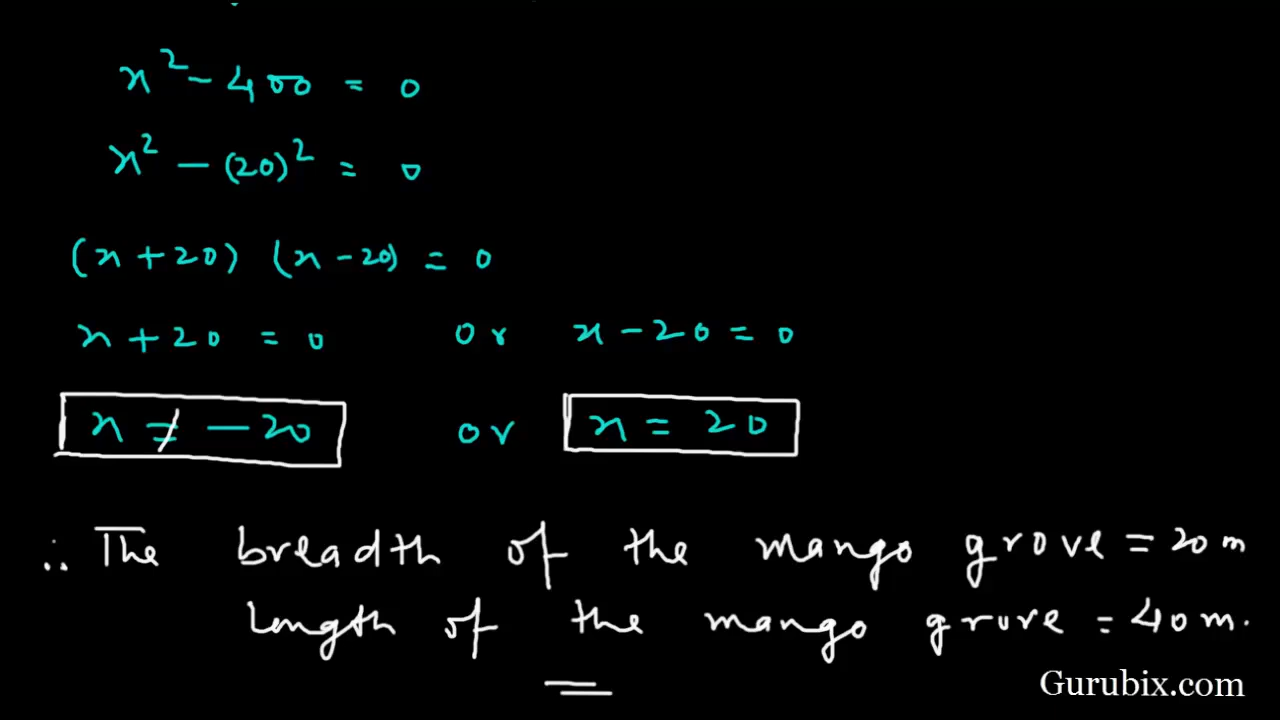 x² - 400 = 0
x² - (20)² = 0
(x + 20) (x - 20) = 0
x + 20 = 0 or x - 20 = 0
x ≠ - 20 or x = 20
∴ The breadth of the mango grove = 20 m
length of the mango grove = 40 m.
Gurubix.com